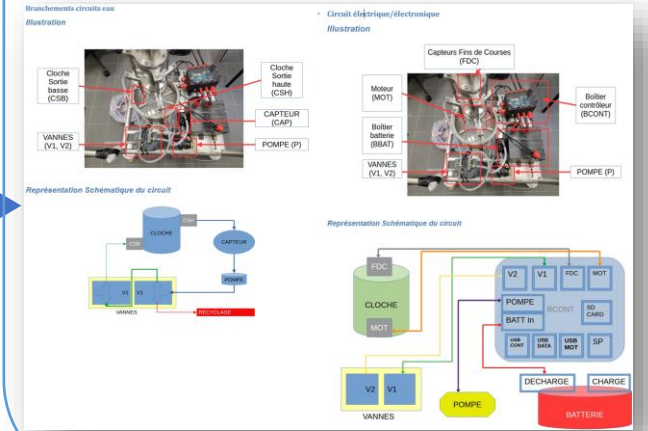 Branchements circuits eau
Illustration
Cloche
Sortie
basse
(CSB)
Cloche
Sortie
haute
(CSH)
CAPTEUR
(CAP)
VANNES
(V1, V2)
POMPE (P)
Représentation Schématique du circuit
CSH
CLOCHE
CSB
CAPTEUR
POMPE
V2
V1
VANNES
RECYCLAGE
Circuit électrique/électronique
Illustration
Capteurs Fins de Courses
(FDC)
Moteur
(MOT)
Boîtier
contrôleur
(BCONT)
Boîtier
batterie
(BBAT)
VANNES
(V1, V2)
POMPE (P)
Représentation Schématique du circuit
FDC
CLOCHE
MOT
V2
V1
FDC
MOT
POMPE
BCONT
SD
CARD
BATT In
USB
CONT
USB
DATA
USB
MOT
SP
DECHARGE
CHARGE
BATTERIE
V2
V1
VANNES
POMPE